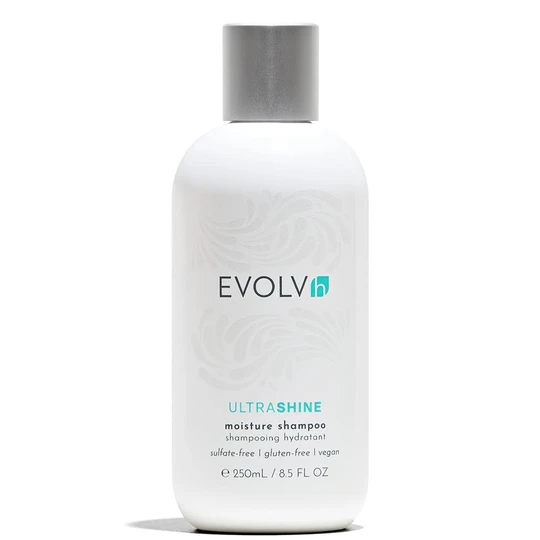 EVOLVh
ULTRASHINE
moisture shampoo
shampooing hydratant
sulfate-free | gluten-free | vegan
℮ 250mL / 8.5 FL OZ